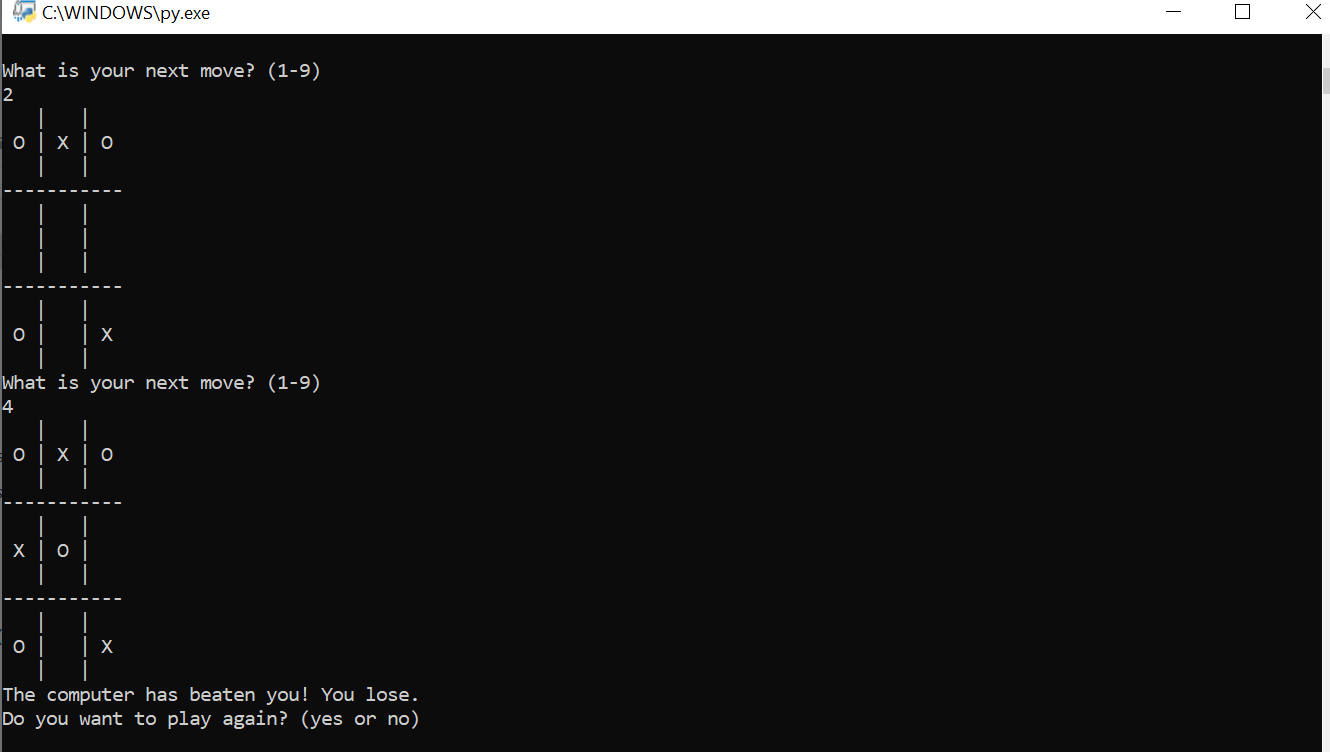 C:\WINDOWS\py.exe
What is your next move? (1-9)
2
   |   |
 O | X | O
   |   |
-----------
   |   |
   |   |
   |   |
-----------
   |   |
 O |   | X
   |   |
What is your next move? (1-9)
4
   |   |
 O | X | O
   |   |
-----------
   |   |
 X | O |
   |   |
-----------
   |   |
 O |   | X
   |   |
The computer has beaten you! You lose.
Do you want to play again? (yes or no)